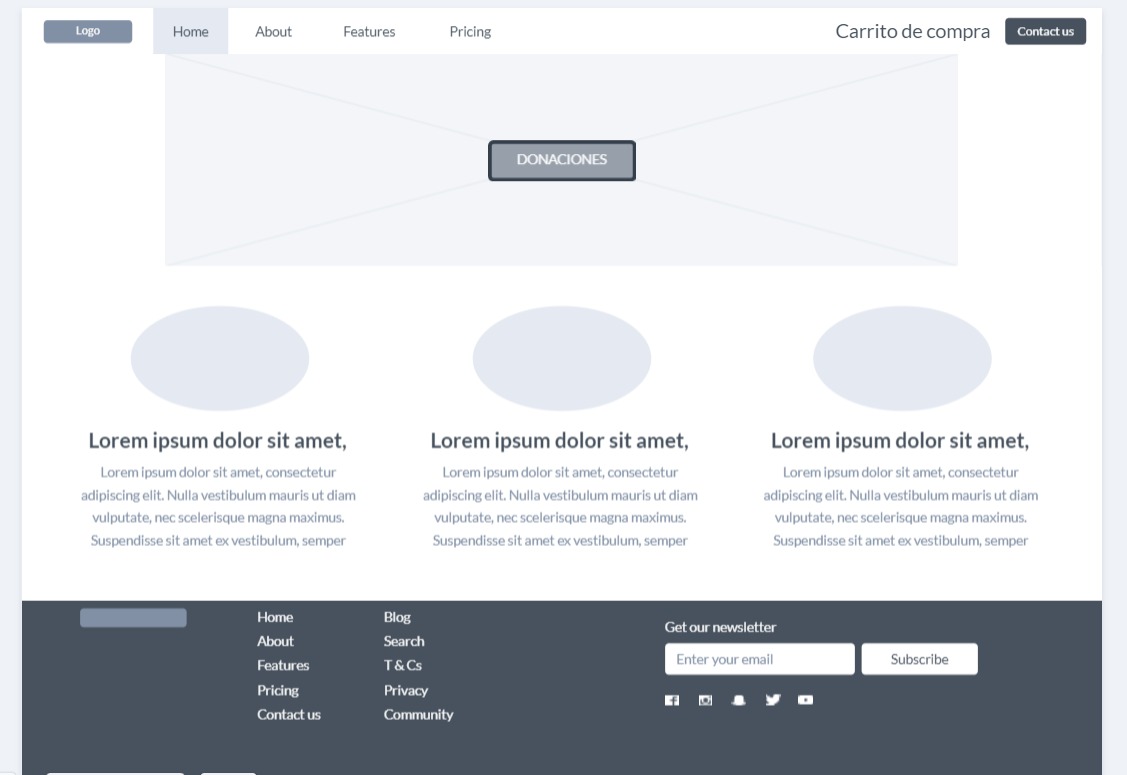 Logo
Home
About
Features
Pricing
Carrito de compra
Contact us
DONACIONES
Lorem ipsum dolor sit amet,
Lorem ipsum dolor sit amet, consectetur
adipiscing elit. Nulla vestibulum mauris ut diam
vulputate, nec scelerisque magna maximus.
Suspendisse sit amet ex vestibulum, semper
Lorem ipsum dolor sit amet,
Lorem ipsum dolor sit amet, consectetur
adipiscing elit. Nulla vestibulum mauris ut diam
vulputate, nec scelerisque magna maximus.
Suspendisse sit amet ex vestibulum, semper
Lorem ipsum dolor sit amet,
Lorem ipsum dolor sit amet, consectetur
adipiscing elit. Nulla vestibulum mauris ut diam
vulputate, nec scelerisque magna maximus.
Suspendisse sit amet ex vestibulum, semper
Home
About
Features
Pricing
Contact us
Blog
Search
T & Cs
Privacy
Community
Get our newsletter
Enter your email
Subscribe